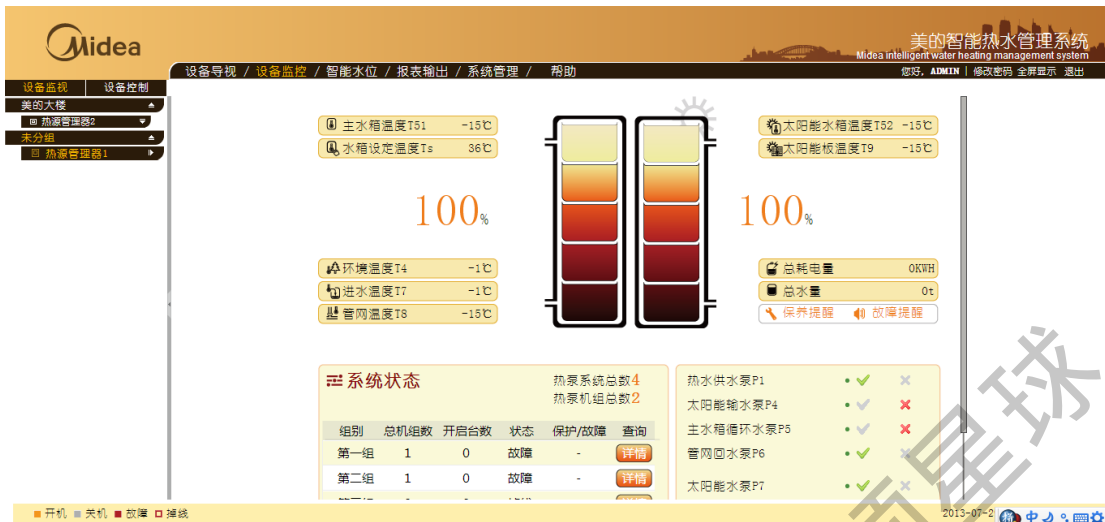 Midea
美的智能热水管理系统
Midea intelligent water heating management system
设备导视 / 设备监控 / 智能水位 / 报表输出 / 系统管理 / 帮助
您好, ADMIN | 修改密码 全屏显示 退出
设备监视 设备控制
美的大楼
热源管理器2
未分组
热源管理器1
主水箱温度T51 -15℃
水箱设定温度Ts 36℃
太阳能水箱温度T52 -15℃
太阳能板温度T9 -15℃
100%
100%
环境温度T4 -1℃
进水温度T7 -1℃
管网温度T8 -15℃
总耗电量 0KWH
总水量 0t
保养提醒 故障提醒
系统状态
热泵系统总数4
热泵机组总数2
组别 总机组数 开启台数 状态 保护/故障 查询
第一组 1 0 故障 - 详情
第二组 1 0 故障 - 详情
热水供水泵P1
太阳能输水泵P4
主水箱循环水泵P5
管网回水泵P6
太阳能水泵P7
开机 关机 故障 掉线
2013-07-2
中
星球